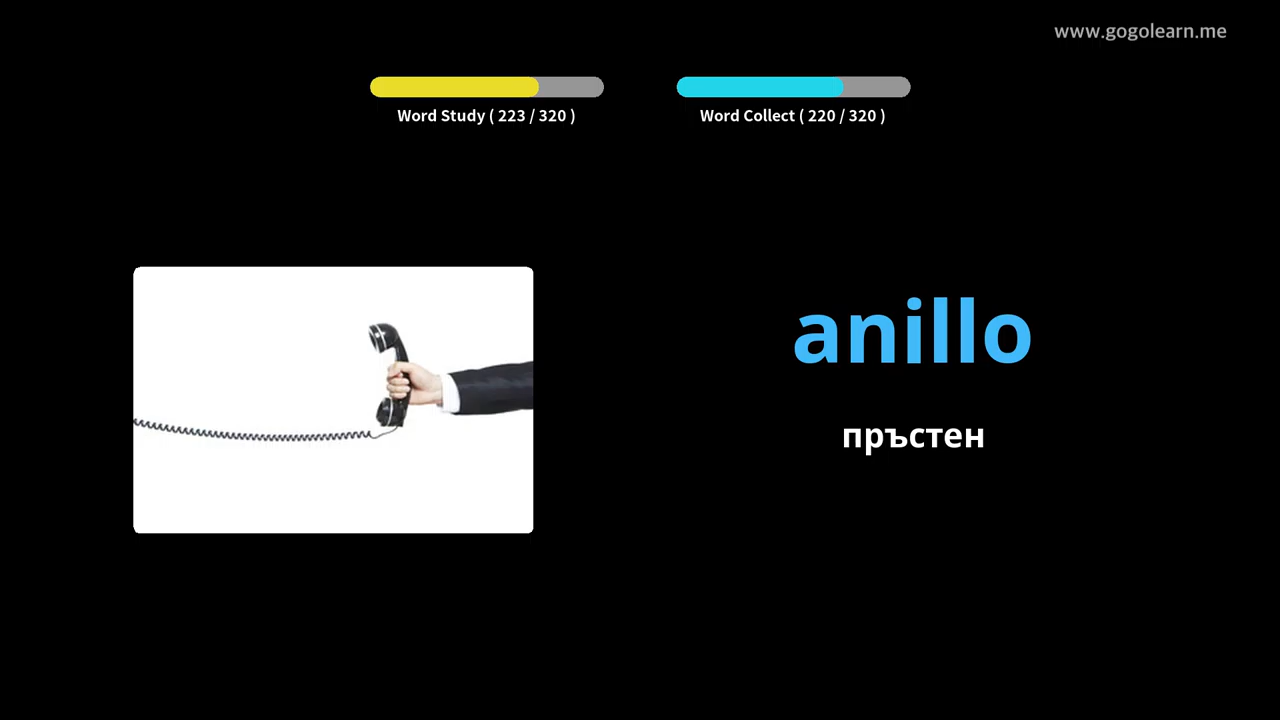 www.gogolearn.me
Word Study ( 223 / 320 )
Word Collect ( 220 / 320 )
anillo
пръстен